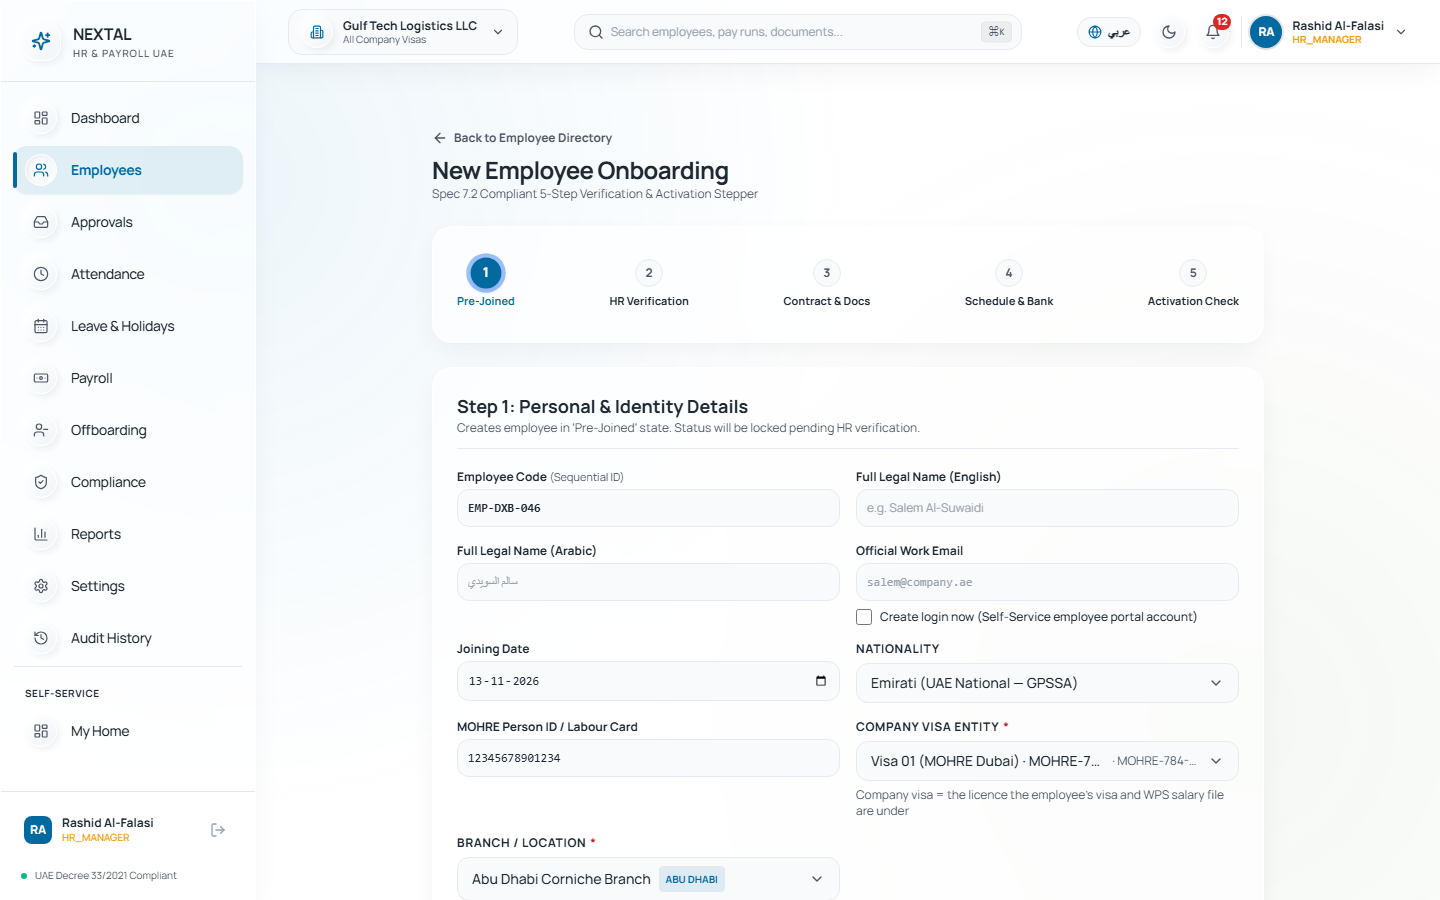 NEXTAL
HR & PAYROLL UAE
Gulf Tech Logistics LLC
All Company Visas
Search employees, pay runs, documents...
⌘K
عربي
12
RA
Rashid Al-Falasi
HR_MANAGER
Dashboard
Employees
Approvals
Attendance
Leave & Holidays
Payroll
Offboarding
Compliance
Reports
Settings
Audit History
SELF-SERVICE
My Home
RA
Rashid Al-Falasi
HR_MANAGER
UAE Decree 33/2021 Compliant
Back to Employee Directory
New Employee Onboarding
Spec 7.2 Compliant 5-Step Verification & Activation Stepper
1
Pre-Joined
2
HR Verification
3
Contract & Docs
4
Schedule & Bank
5
Activation Check
Step 1: Personal & Identity Details
Creates employee in 'Pre-Joined' state. Status will be locked pending HR verification.
Employee Code (Sequential ID)
EMP-DXB-046
Full Legal Name (English)
e.g. Salem Al-Suwaidi
Full Legal Name (Arabic)
سالم السويدي
Official Work Email
salem@company.ae
Create login now (Self-Service employee portal account)
Joining Date
13-11-2026
NATIONALITY
Emirati (UAE National — GPSSA)
MOHRE Person ID / Labour Card
12345678901234
COMPANY VISA ENTITY *
Visa 01 (MOHRE Dubai) · MOHRE-7... · MOHRE-784-...
Company visa = the licence the employee's visa and WPS salary file
are under
BRANCH / LOCATION *
Abu Dhabi Corniche Branch ABU DHABI